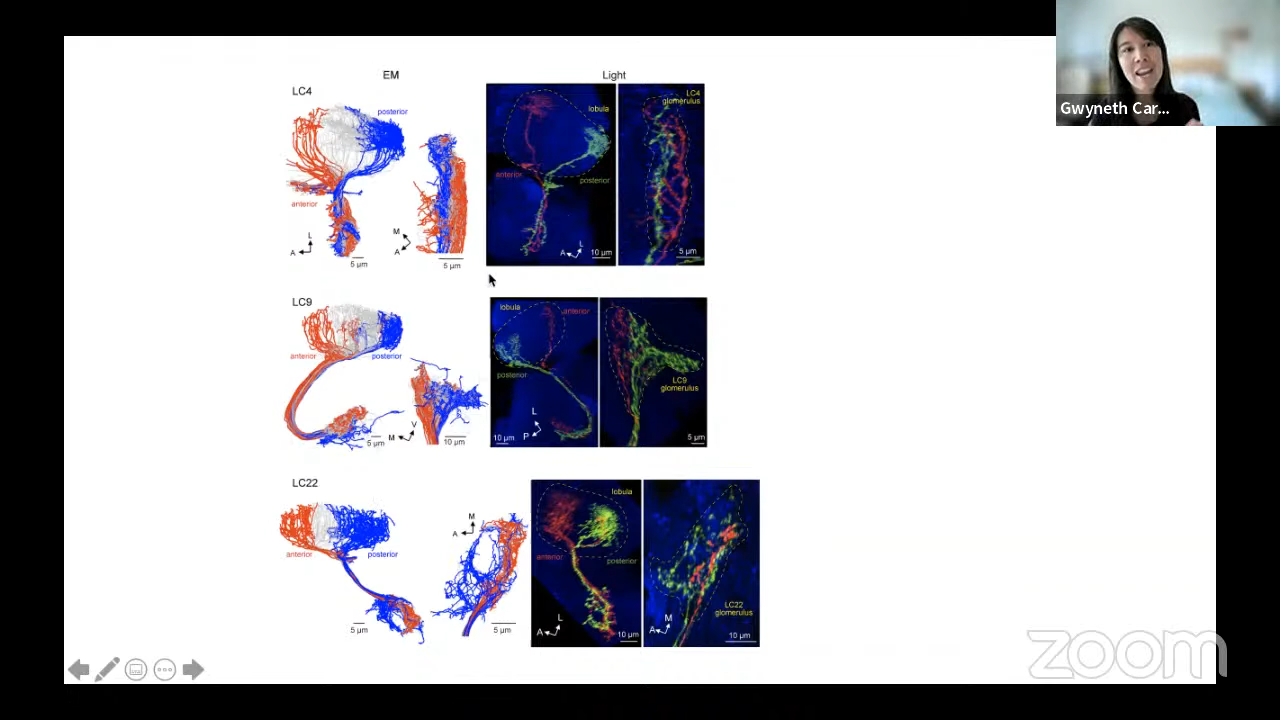 EM
Light
LC4
posterior
anterior
L
A
5 µm
M
A
5 µm
lobula
anterior
posterior
L
A
10 µm
LC4
glomerulus
5 µm
LC9
anterior
posterior
5 µm
V
M
10 µm
lobula
anterior
posterior
L
P
10 µm
LC9
glomerulus
5 µm
LC22
anterior
posterior
5 µm
M
A
5 µm
lobula
anterior
posterior
L
A
10 µm
LC22
glomerulus
M
A
10 µm
Gwyneth Car...
zoom